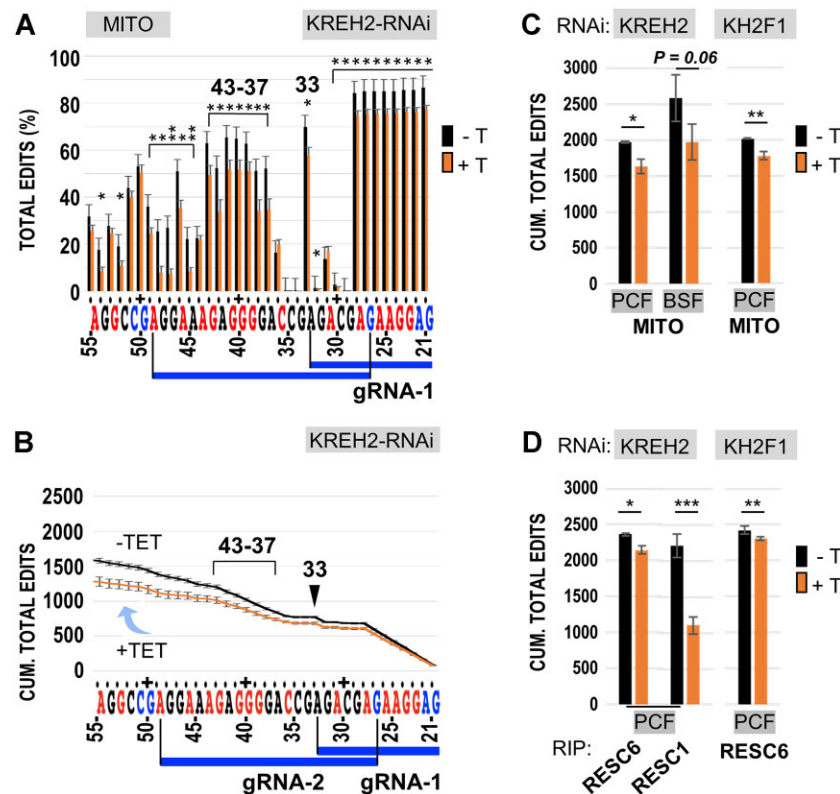 A
MITO
KREH2-RNAi
TOTAL EDITS (%)
100
80
60
40
20
0
43-37
33
*
*
*******
*
*
**********
- T
+ T
AGGCCGAGGAAAGAGGGGACCGAGACGAGAAGGAG
55- 50- 45- 40- 35- 30- 25- 21-
gRNA-1
B
KREH2-RNAi
CUM. TOTAL EDITS
2500
2000
1500
1000
500
0
-TET
+TET
43-37
33
AGGCCGAGGAAAGAGGGGACCGAGACGAGAAGGAG
55- 50- 45- 40- 35- 30- 25- 21-
gRNA-2 gRNA-1
C
RNAi: KREH2 KH2F1
P = 0.06
CUM. TOTAL EDITS
3000
2500
2000
1500
1000
500
0
* **
- T
+ T
PCF BSF PCF
MITO MITO
D
RNAi: KREH2 KH2F1
CUM. TOTAL EDITS
3000
2500
2000
1500
1000
500
0
* *** **
- T
+ T
PCF PCF
RIP: RESC6 RESC1 RESC6